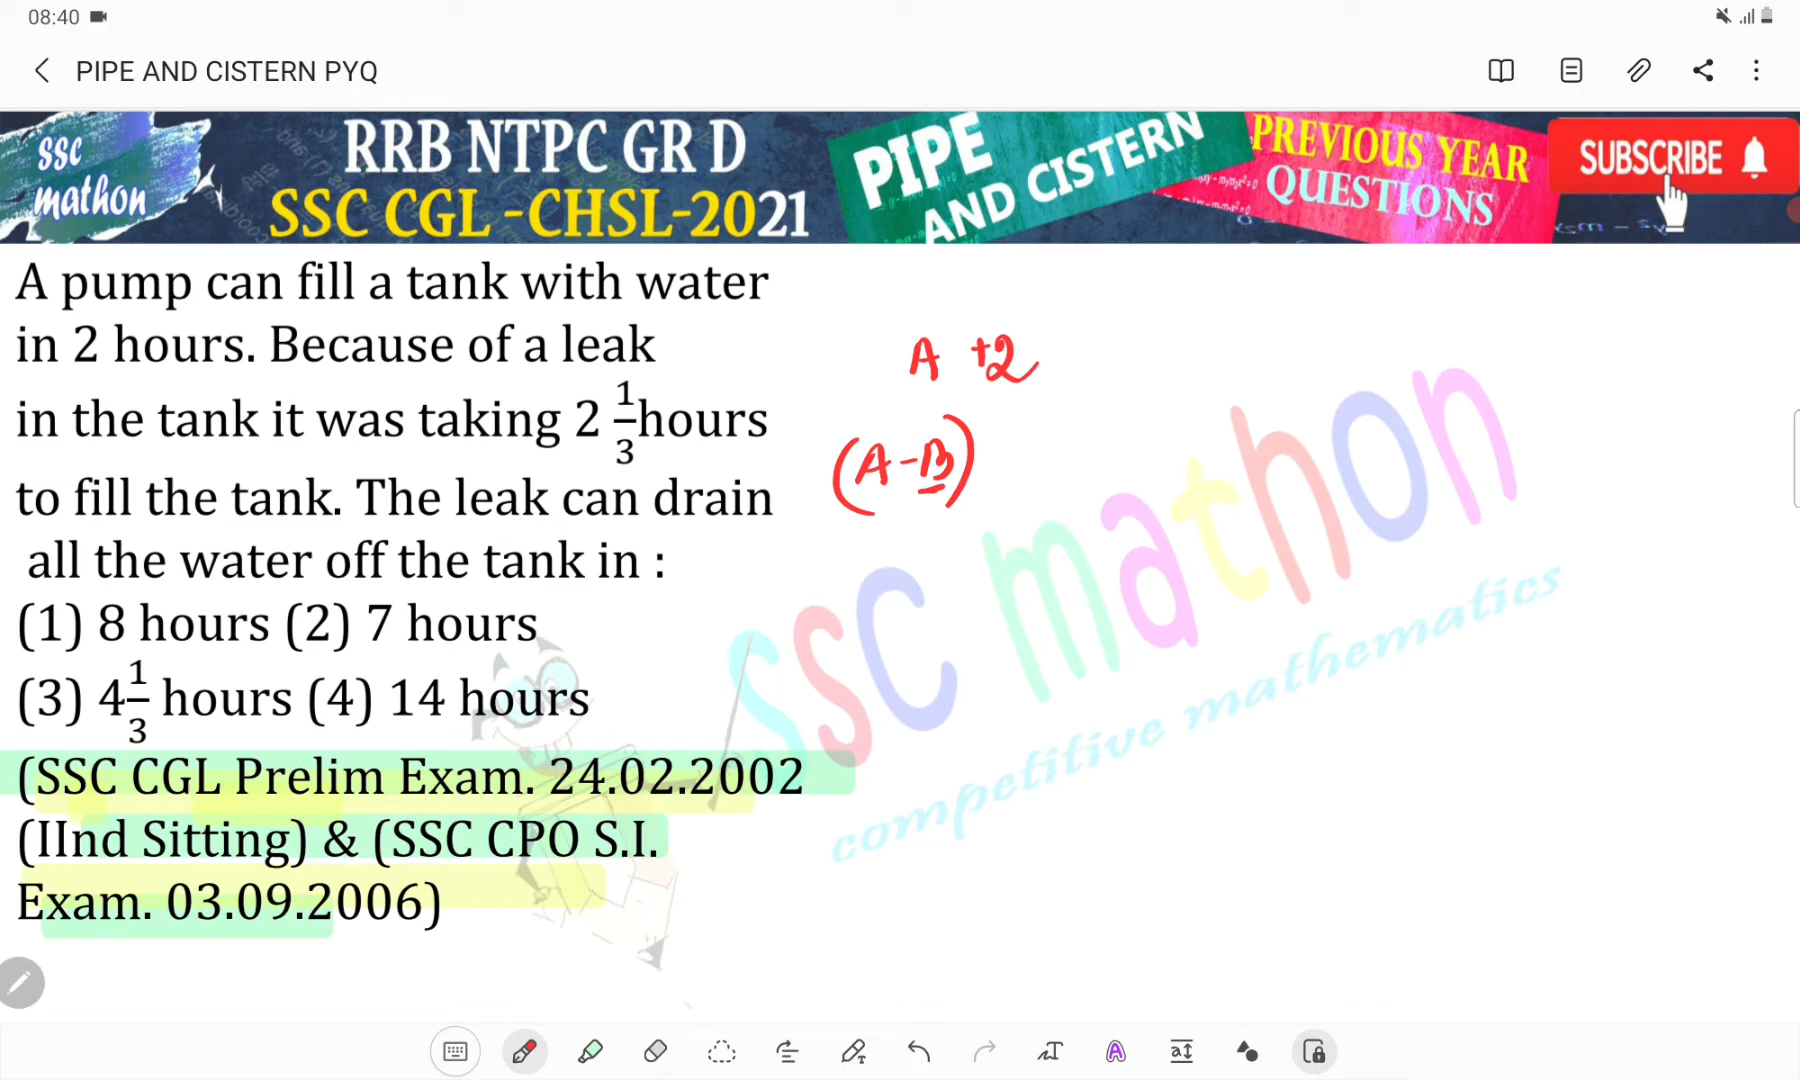 08:40
PIPE AND CISTERN PYQ
SSC
mathon
RRB NTPC GR D
SSC CGL -CHSL-2021
PIPE
AND CISTERN
PREVIOUS YEAR
QUESTIONS
SUBSCRIBE
A pump can fill a tank with water
in 2 hours. Because of a leak
in the tank it was taking 2 1/3 hours
to fill the tank. The leak can drain
all the water off the tank in :
(1) 8 hours (2) 7 hours
(3) 4 1/3 hours (4) 14 hours
(SSC CGL Prelim Exam. 24.02.2002
(IInd Sitting) & (SSC CPO S.I.
Exam. 03.09.2006)
A +2
(A-B)
SSC mathon
competitive mathematics